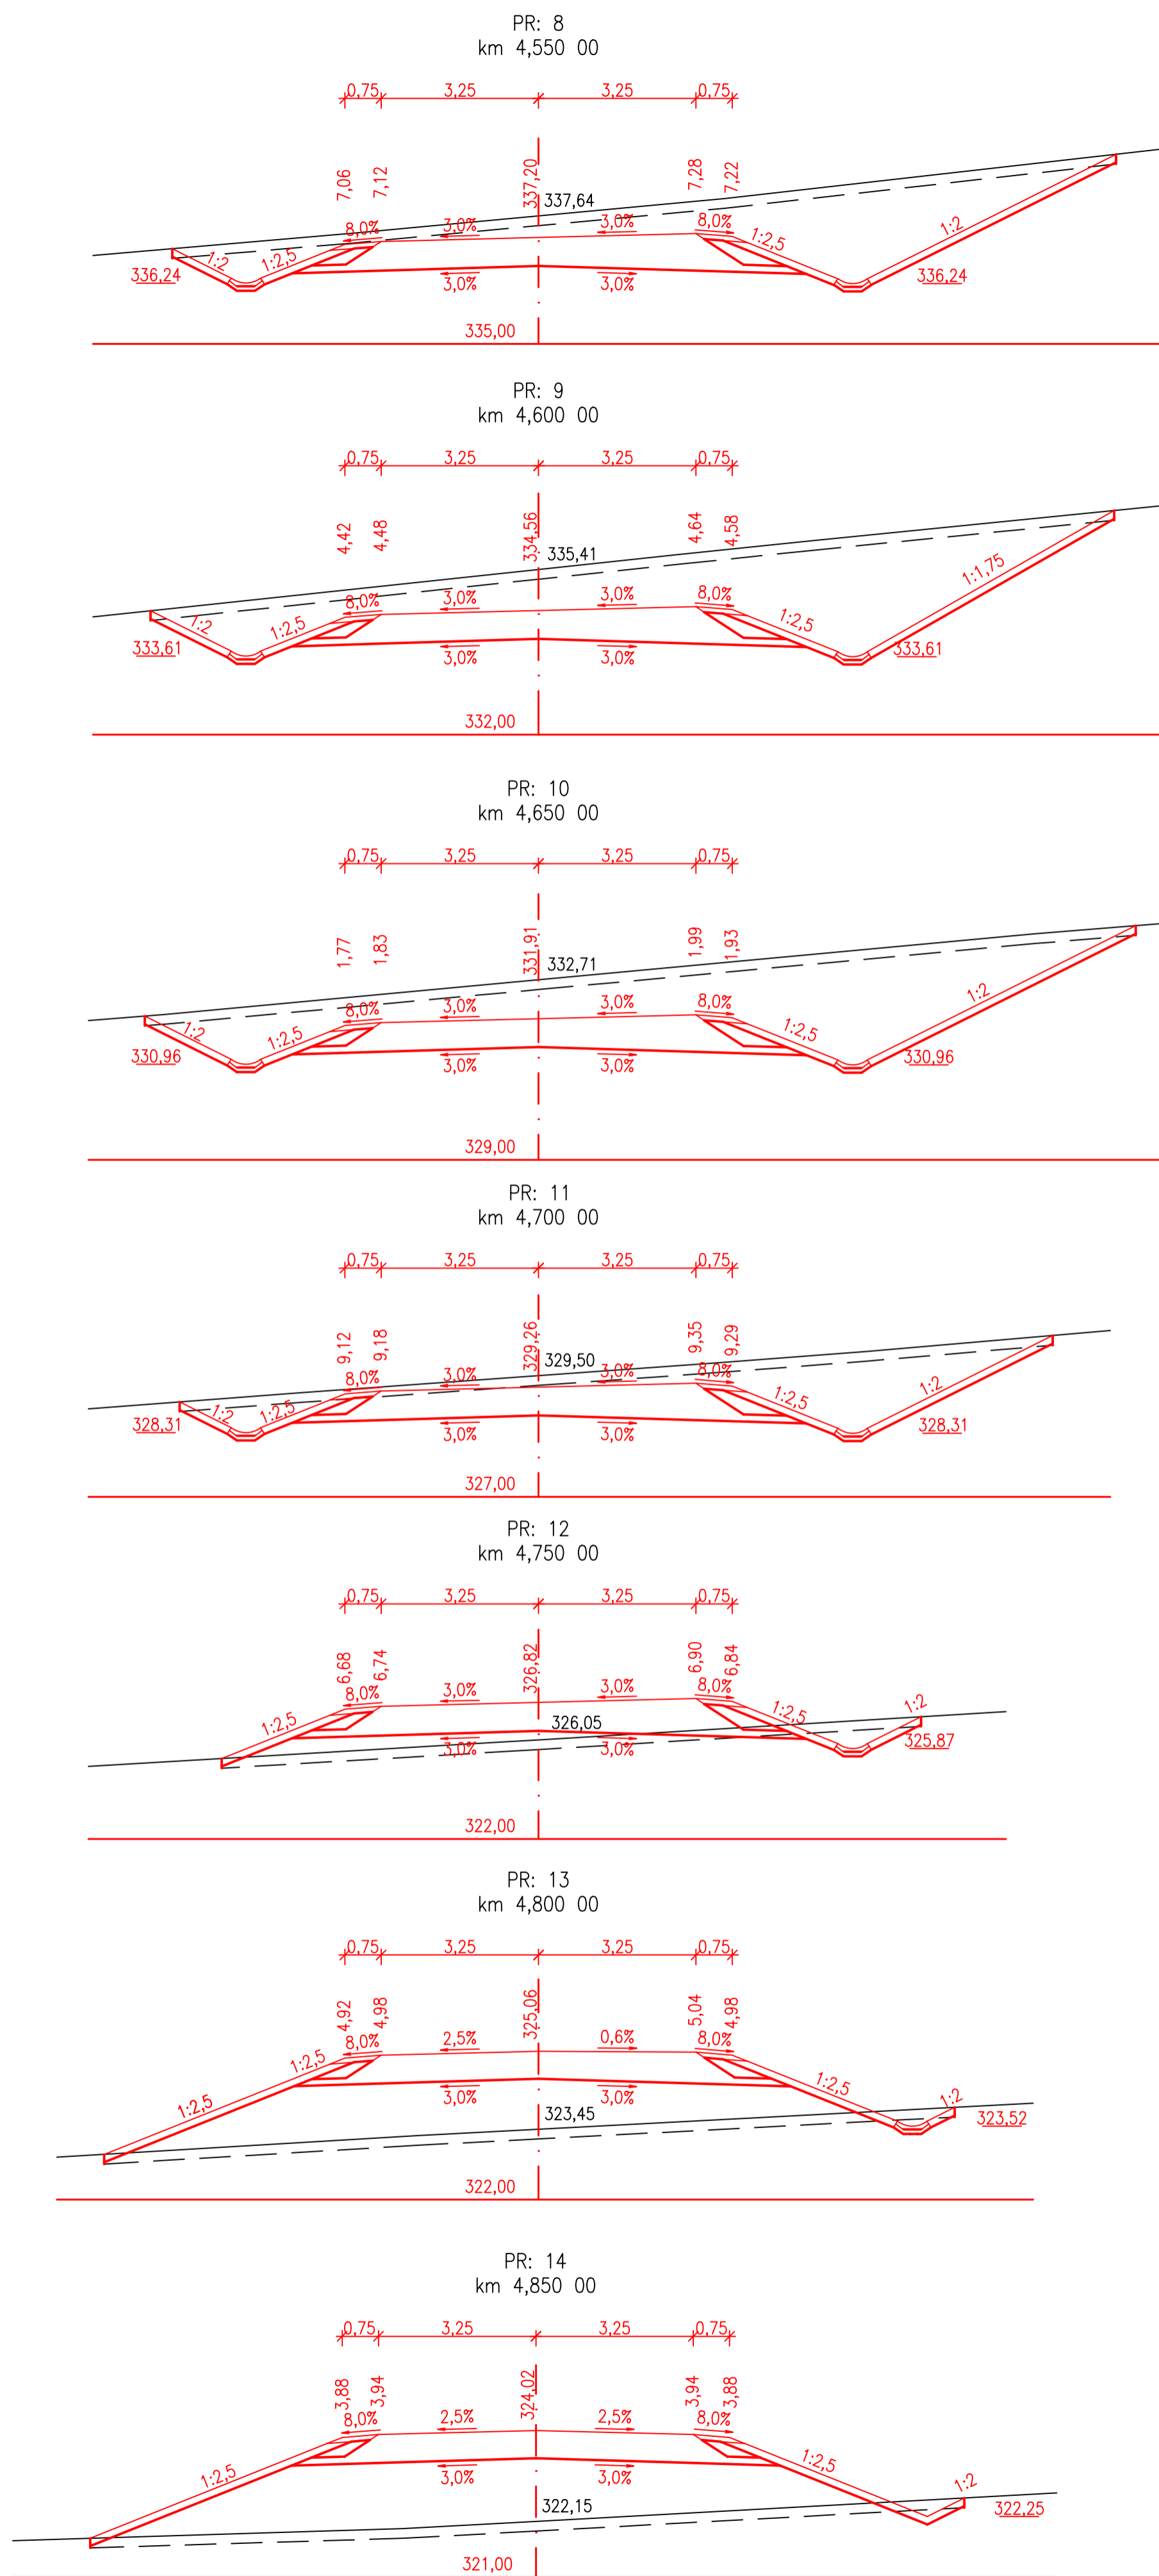 PR: 8
km 4,550 00
0,75 3,25 3,25 0,75
7,06 7,12 337,20 7,28 7,22
337,64
8,0% 3,0% 3,0% 8,0%
1:2 1:2,5 1:2,5 1:2
336,24 3,0% 3,0% 336,24
335,00
PR: 9
km 4,600 00
0,75 3,25 3,25 0,75
4,42 4,48 334,56 4,64 4,58
335,41
8,0% 3,0% 3,0% 8,0%
1:2 1:2,5 1:2,5 1:1,75
333,61 3,0% 3,0% 333,61
332,00
PR: 10
km 4,650 00
0,75 3,25 3,25 0,75
1,77 1,83 331,91 1,99 1,93
332,71
8,0% 3,0% 3,0% 8,0%
1:2 1:2,5 1:2,5 1:2
330,96 3,0% 3,0% 330,96
329,00
PR: 11
km 4,700 00
0,75 3,25 3,25 0,75
9,12 9,18 329,26 9,35 9,29
329,50
8,0% 3,0% 3,0% 8,0%
1:2 1:2,5 1:2,5 1:2
328,31 3,0% 3,0% 328,31
327,00
PR: 12
km 4,750 00
0,75 3,25 3,25 0,75
6,68 6,74 326,82 6,90 6,84
8,0% 3,0% 3,0% 8,0%
1:2,5 326,05 1:2,5 1:2
3,0% 3,0% 325,87
322,00
PR: 13
km 4,800 00
0,75 3,25 3,25 0,75
4,92 4,98 325,06 5,04 4,98
8,0% 2,5% 0,6% 8,0%
1:2,5 1:2,5 3,0% 3,0% 1:2,5 1:2
323,45 323,52
322,00
PR: 14
km 4,850 00
0,75 3,25 3,25 0,75
3,88 3,94 324,02 3,94 3,88
8,0% 2,5% 2,5% 8,0%
1:2,5 3,0% 3,0% 1:2,5 1:2
322,15 322,25
321,00